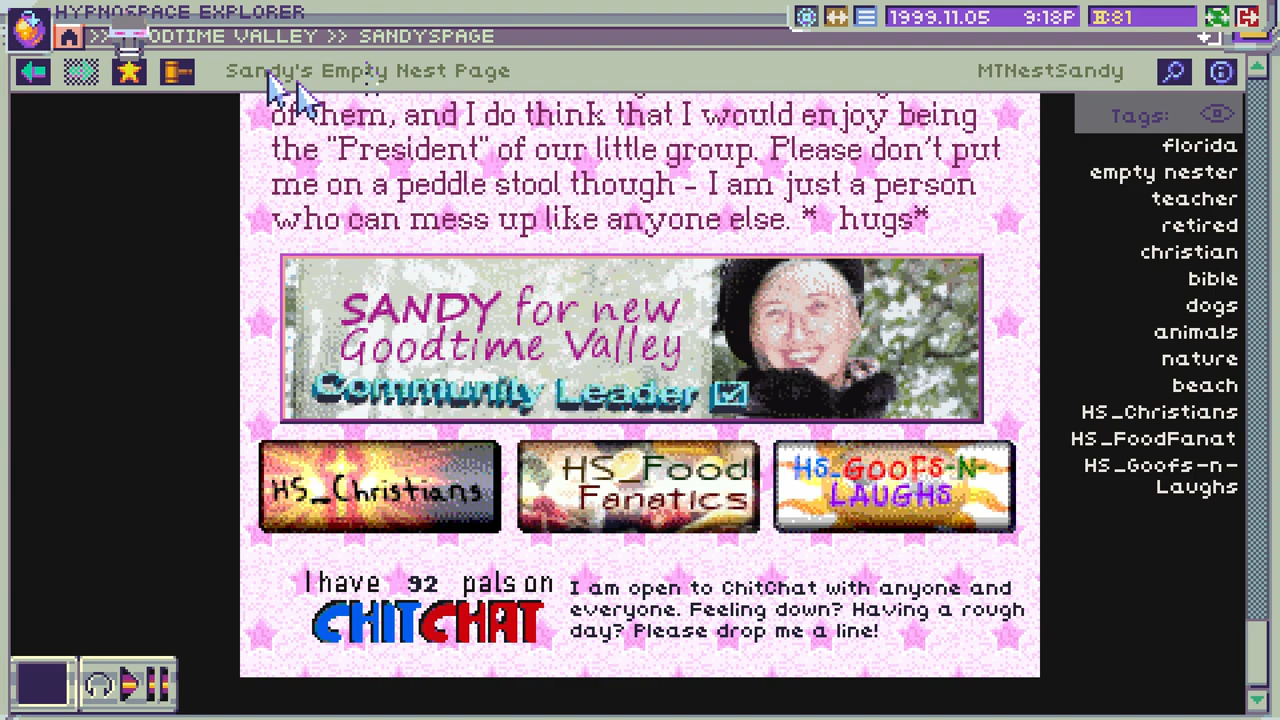 HYPNOSPACE EXPLORER
1999.11.05 9:18P 81
>> ODTIME VALLEY >> SANDYSPAGE
Sandy's Empty Nest Page
MTNestSandy
of them, and I do think that I would enjoy being
the "President" of our little group. Please don't put
me on a peddle stool though - I am just a person
who can mess up like anyone else. * hugs*
SANDY for new
Goodtime Valley
Community Leader
HS_Christians
HS_Food
Fanatics
HS_GOOFS-N-
LAUGHS
I have 92 pals on
CHITCHAT
I am open to ChitChat with anyone and
everyone. Feeling down? Having a rough
day? Please drop me a line!
Tags:
florida
empty nester
teacher
retired
christian
bible
dogs
animals
nature
beach
HS_Christians
HS_FoodFanat
HS_Goofs-n-
Laughs